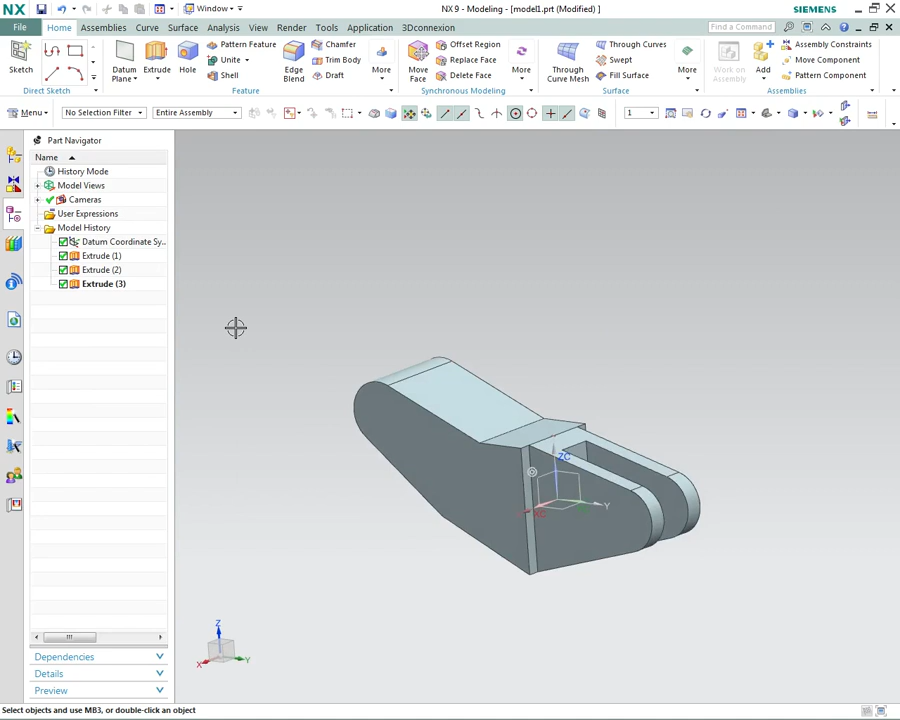 NX Window NX 9 - Modeling - [model1.prt (Modified) ] SIEMENS
File Home Assemblies Curve Surface Analysis View Render Tools Application 3Dconnexion Find a Command
Sketch Datum Plane Extrude Hole Pattern Feature Unite Shell Edge Blend Chamfer Trim Body Draft More Move Face Offset Region Replace Face Delete Face More Through Curve Mesh Through Curves Swept Fill Surface More Work on Assembly Add Assembly Constraints Move Component Pattern Component
Direct Sketch Feature Synchronous Modeling Surface Assemblies
Menu No Selection Filter Entire Assembly 1
Part Navigator
Name
History Mode
Model Views
Cameras
User Expressions
Model History
Datum Coordinate Sy...
Extrude (1)
Extrude (2)
Extrude (3)
ZC
Y
XC
Z
X Y
Dependencies
Details
Preview
Select objects and use MB3, or double-click an object